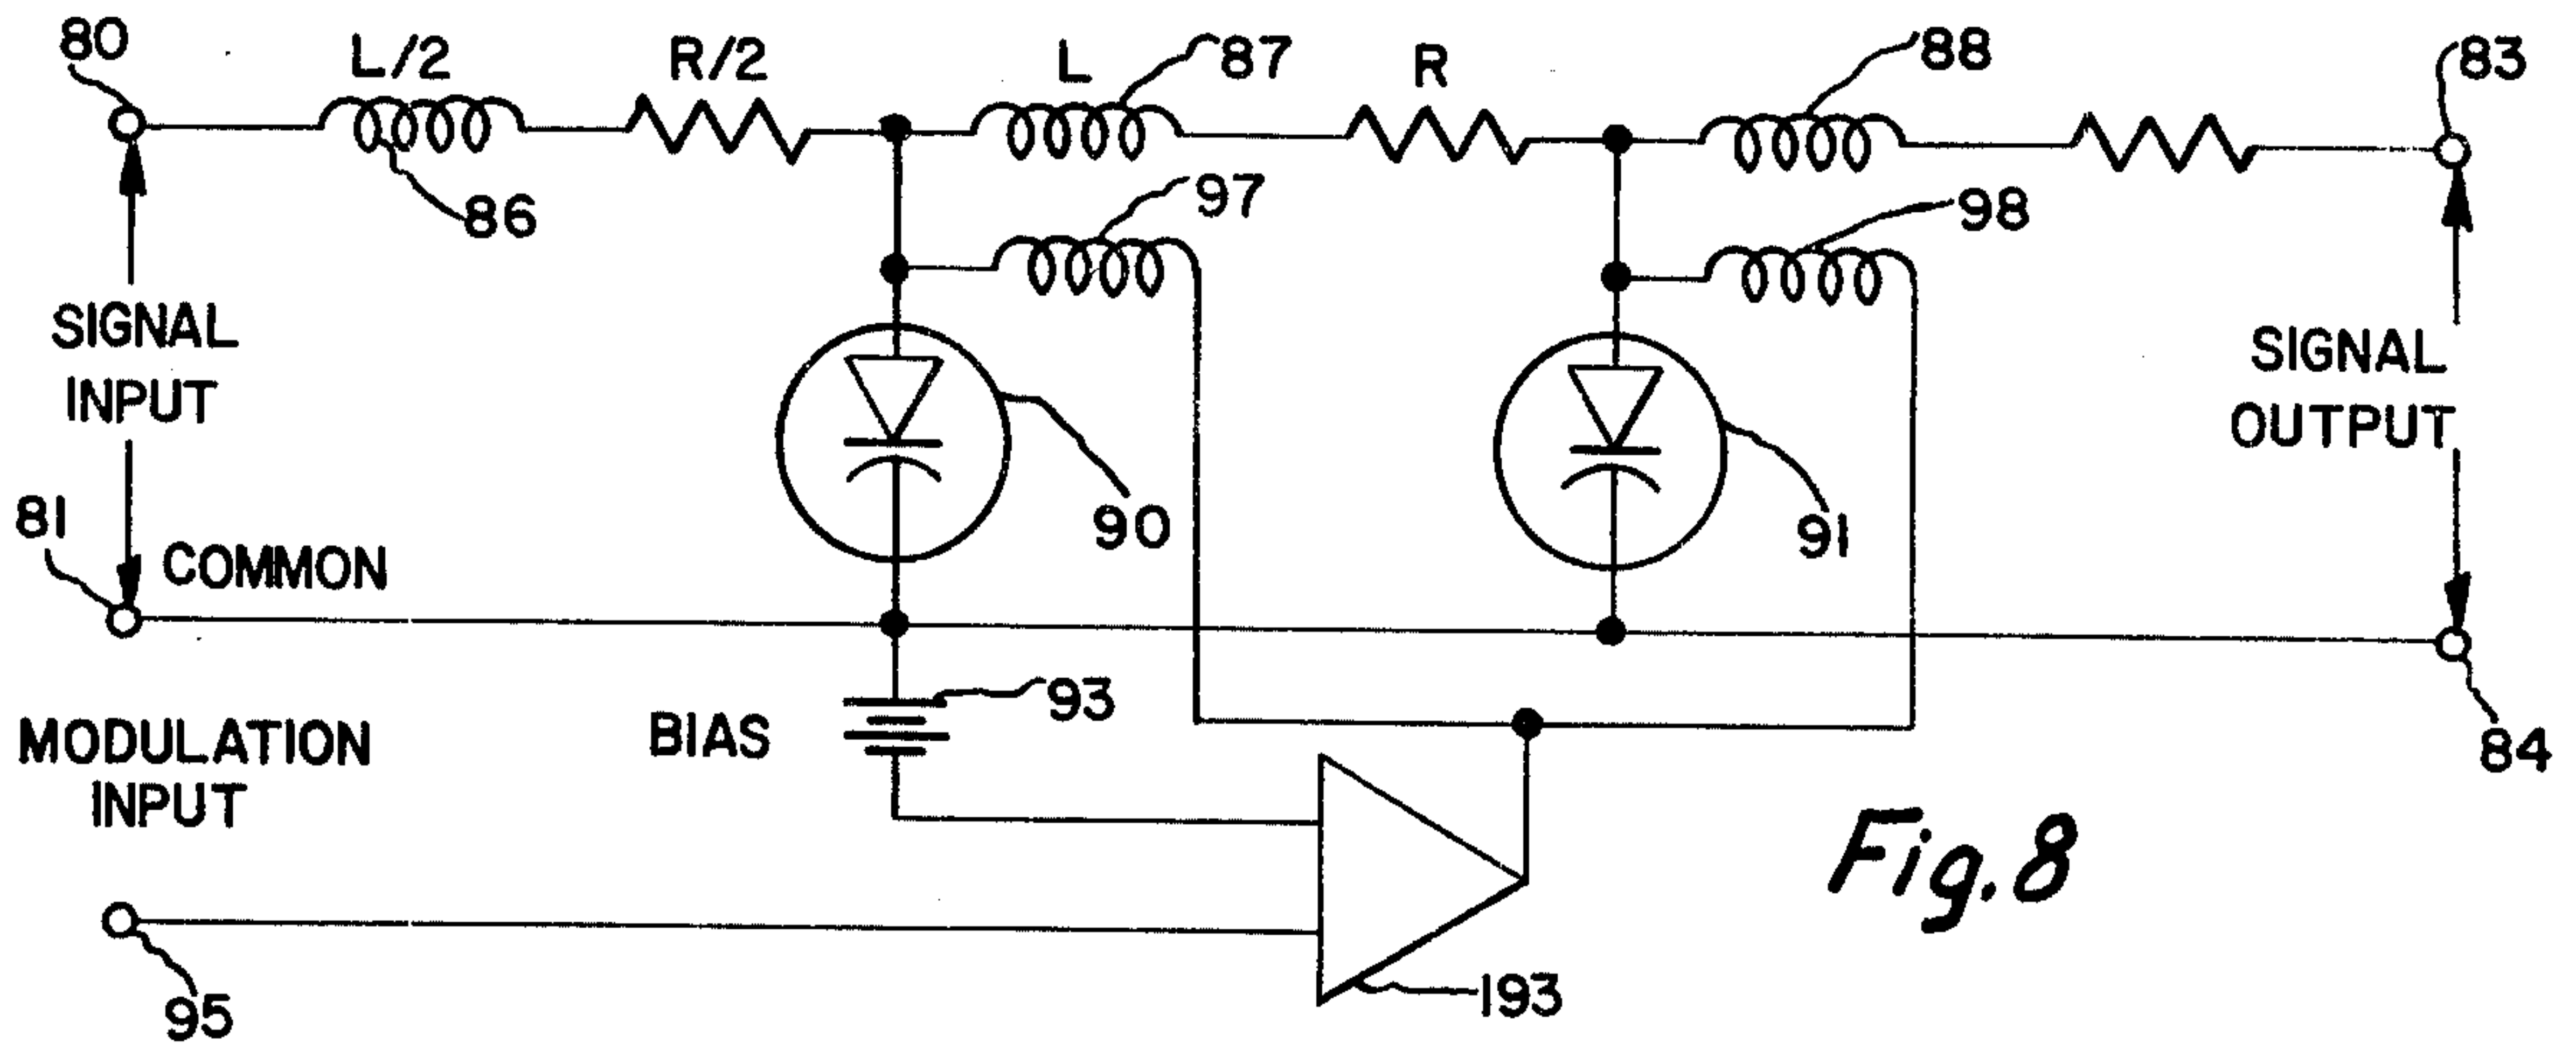 80
L/2
R/2
L
87
R
88
83
86
97
98
SIGNAL
INPUT
SIGNAL
OUTPUT
90
91
81
COMMON
MODULATION
INPUT
BIAS
93
84
Fig. 8
95
193